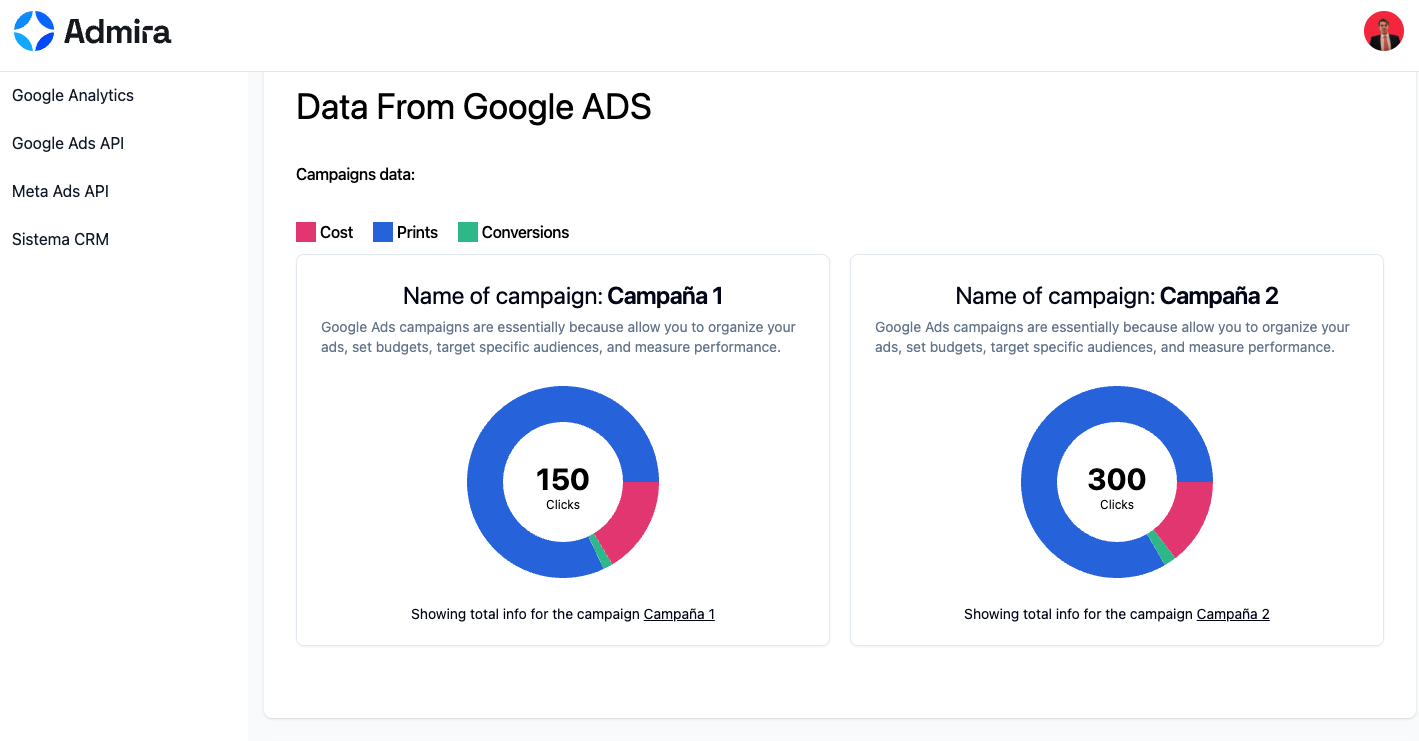 Admira
Google Analytics
Google Ads API
Meta Ads API
Sistema CRM
Data From Google ADS
Campaigns data:
Cost Prints Conversions
Name of campaign: Campaña 1
Google Ads campaigns are essentially because allow you to organize your
ads, set budgets, target specific audiences, and measure performance.
150
Clicks
Showing total info for the campaign Campaña 1
Name of campaign: Campaña 2
Google Ads campaigns are essentially because allow you to organize your
ads, set budgets, target specific audiences, and measure performance.
300
Clicks
Showing total info for the campaign Campaña 2